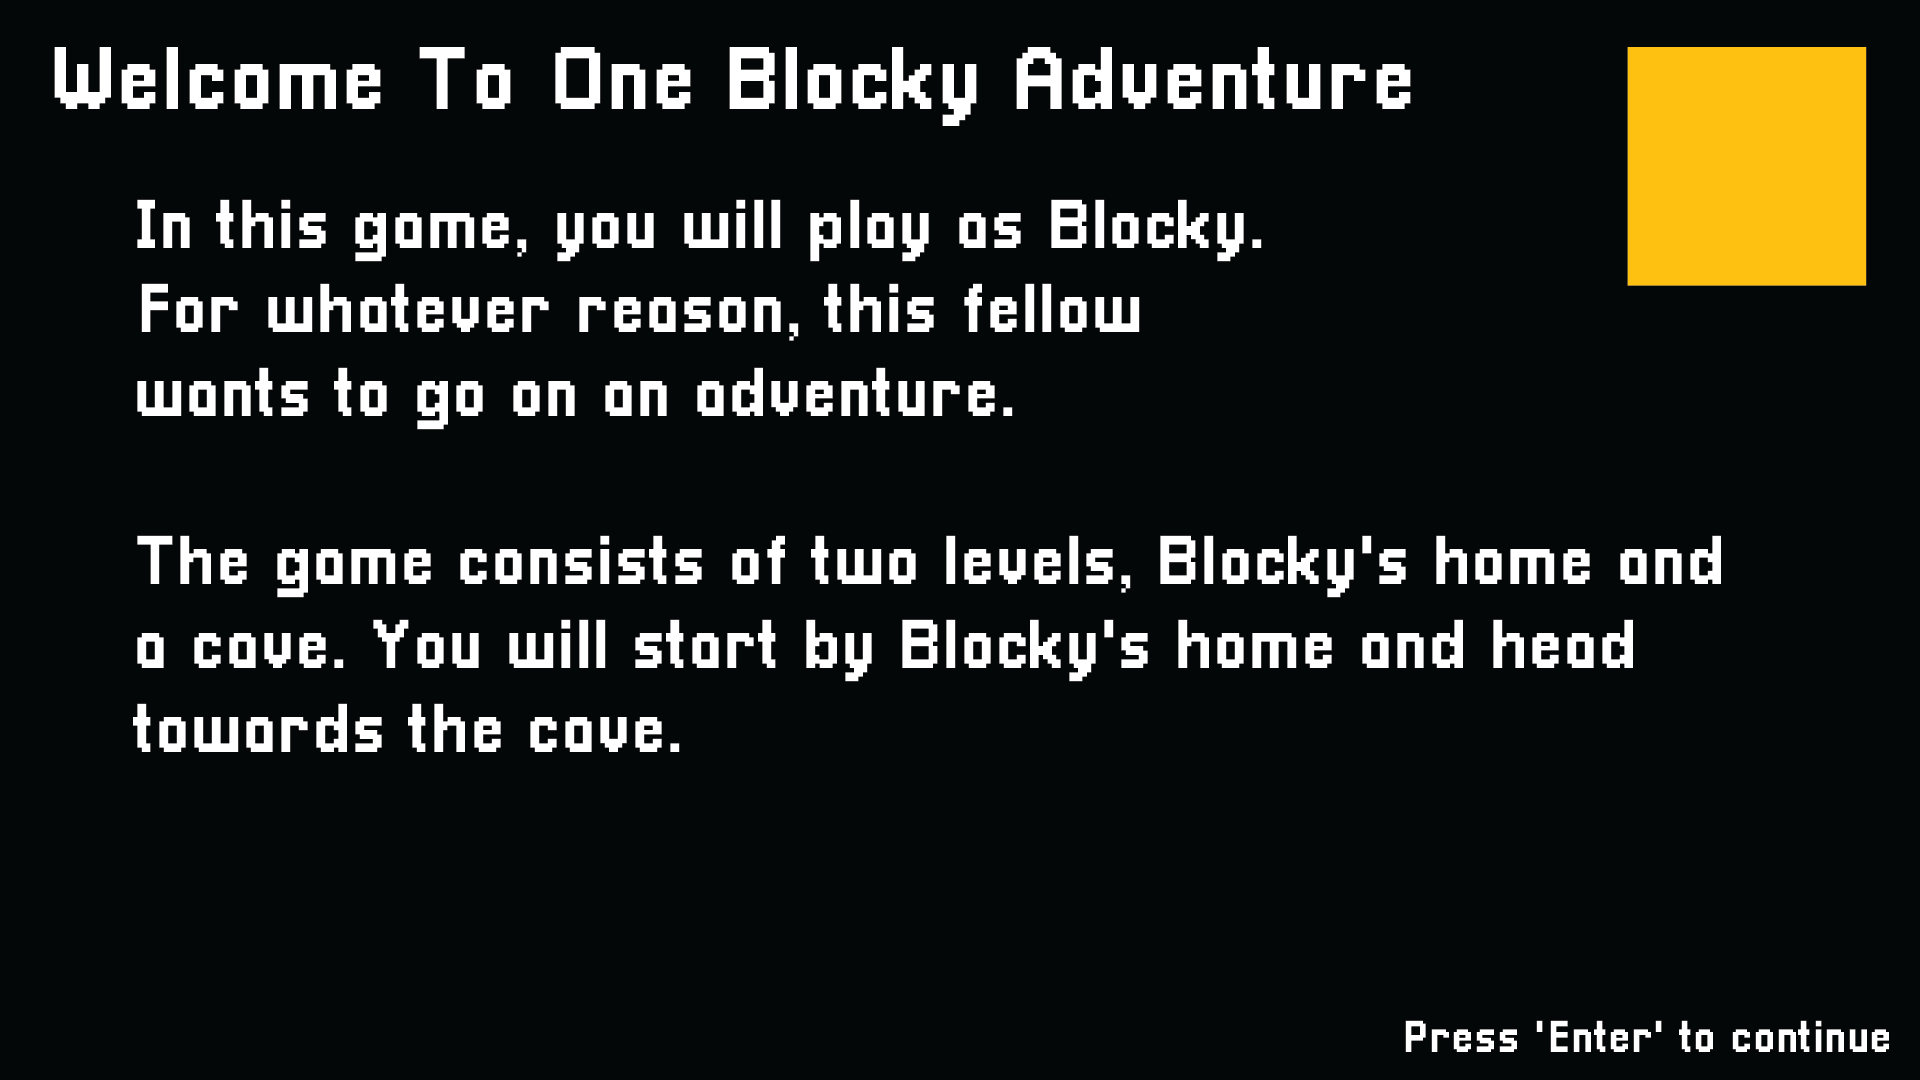 Welcome To One Blocky Adventure
In this game, you will play as Blocky.
For whatever reason, this fellow
wants to go on an adventure.
The game consists of two levels, Blocky's home and
a cave. You will start by Blocky's home and head
towards the cave.
Press 'Enter' to continue